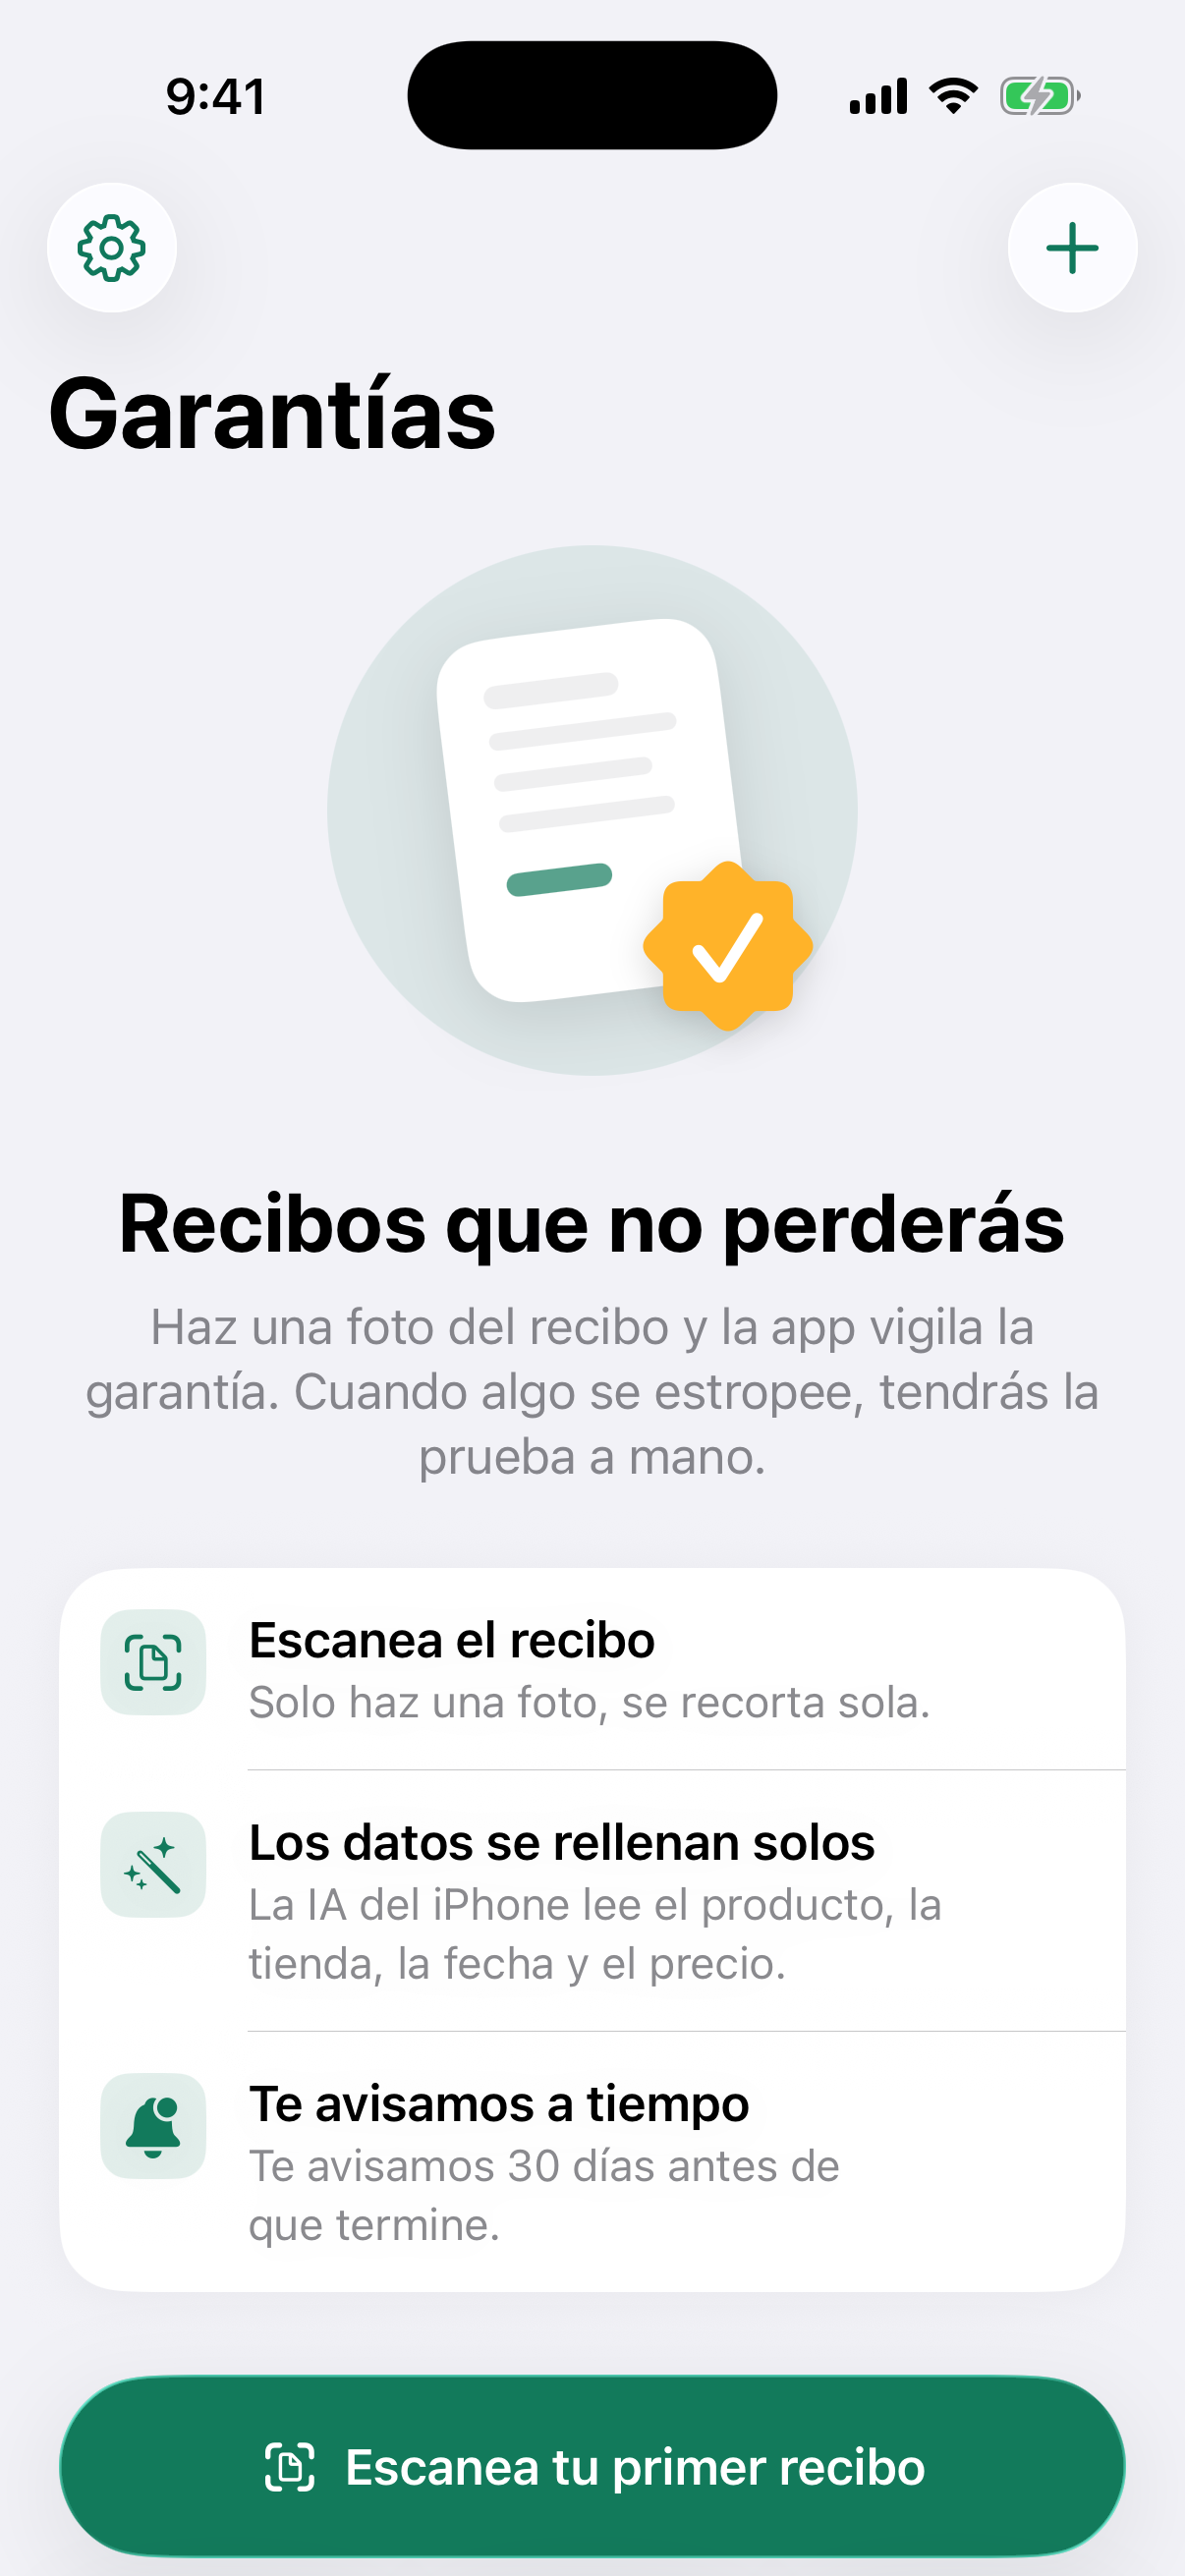 9:41
Garantías
Recibos que no perderás
Haz una foto del recibo y la app vigila la
garantía. Cuando algo se estropee, tendrás la
prueba a mano.
Escanea el recibo
Solo haz una foto, se recorta sola.
Los datos se rellenan solos
La IA del iPhone lee el producto, la
tienda, la fecha y el precio.
Te avisamos a tiempo
Te avisamos 30 días antes de
que termine.
Escanea tu primer recibo